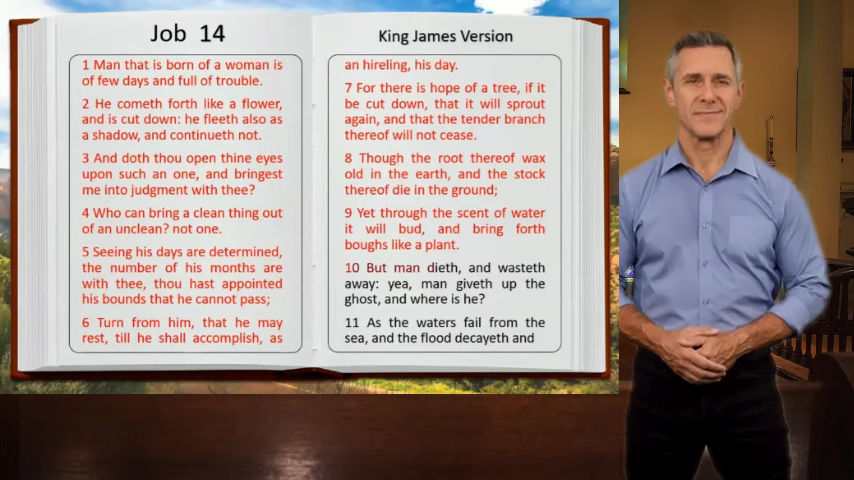 Job 14
1 Man that is born of a woman is
of few days and full of trouble.
2 He cometh forth like a flower,
and is cut down: he fleeth also as
a shadow, and continueth not.
3 And doth thou open thine eyes
upon such an one, and bringest
me into judgment with thee?
4 Who can bring a clean thing out
of an unclean? not one.
5 Seeing his days are determined,
the number of his months are
with thee, thou hast appointed
his bounds that he cannot pass;
6 Turn from him, that he may
rest, till he shall accomplish, as
King James Version
an hireling, his day.
7 For there is hope of a tree, if it
be cut down, that it will sprout
again, and that the tender branch
thereof will not cease.
8 Though the root thereof wax
old in the earth, and the stock
thereof die in the ground;
9 Yet through the scent of water
it will bud, and bring forth
boughs like a plant.
10 But man dieth, and wasteth
away: yea, man giveth up the
ghost, and where is he?
11 As the waters fail from the
sea, and the flood decayeth and